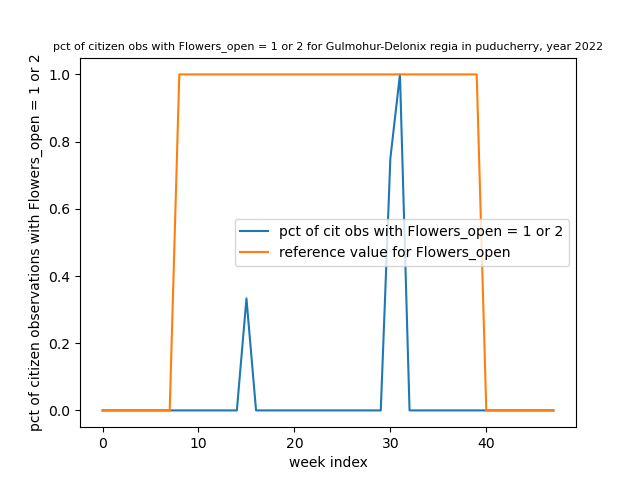 pct of citizen obs with Flowers_open = 1 or 2 for Gulmohur-Delonix regia in puducherry, year 2022
pct of citizen observations with Flowers_open = 1 or 2
1.0
0.8
0.6
0.4
0.2
0.0
pct of cit obs with Flowers_open = 1 or 2
reference value for Flowers_open
0 10 20 30 40
week index